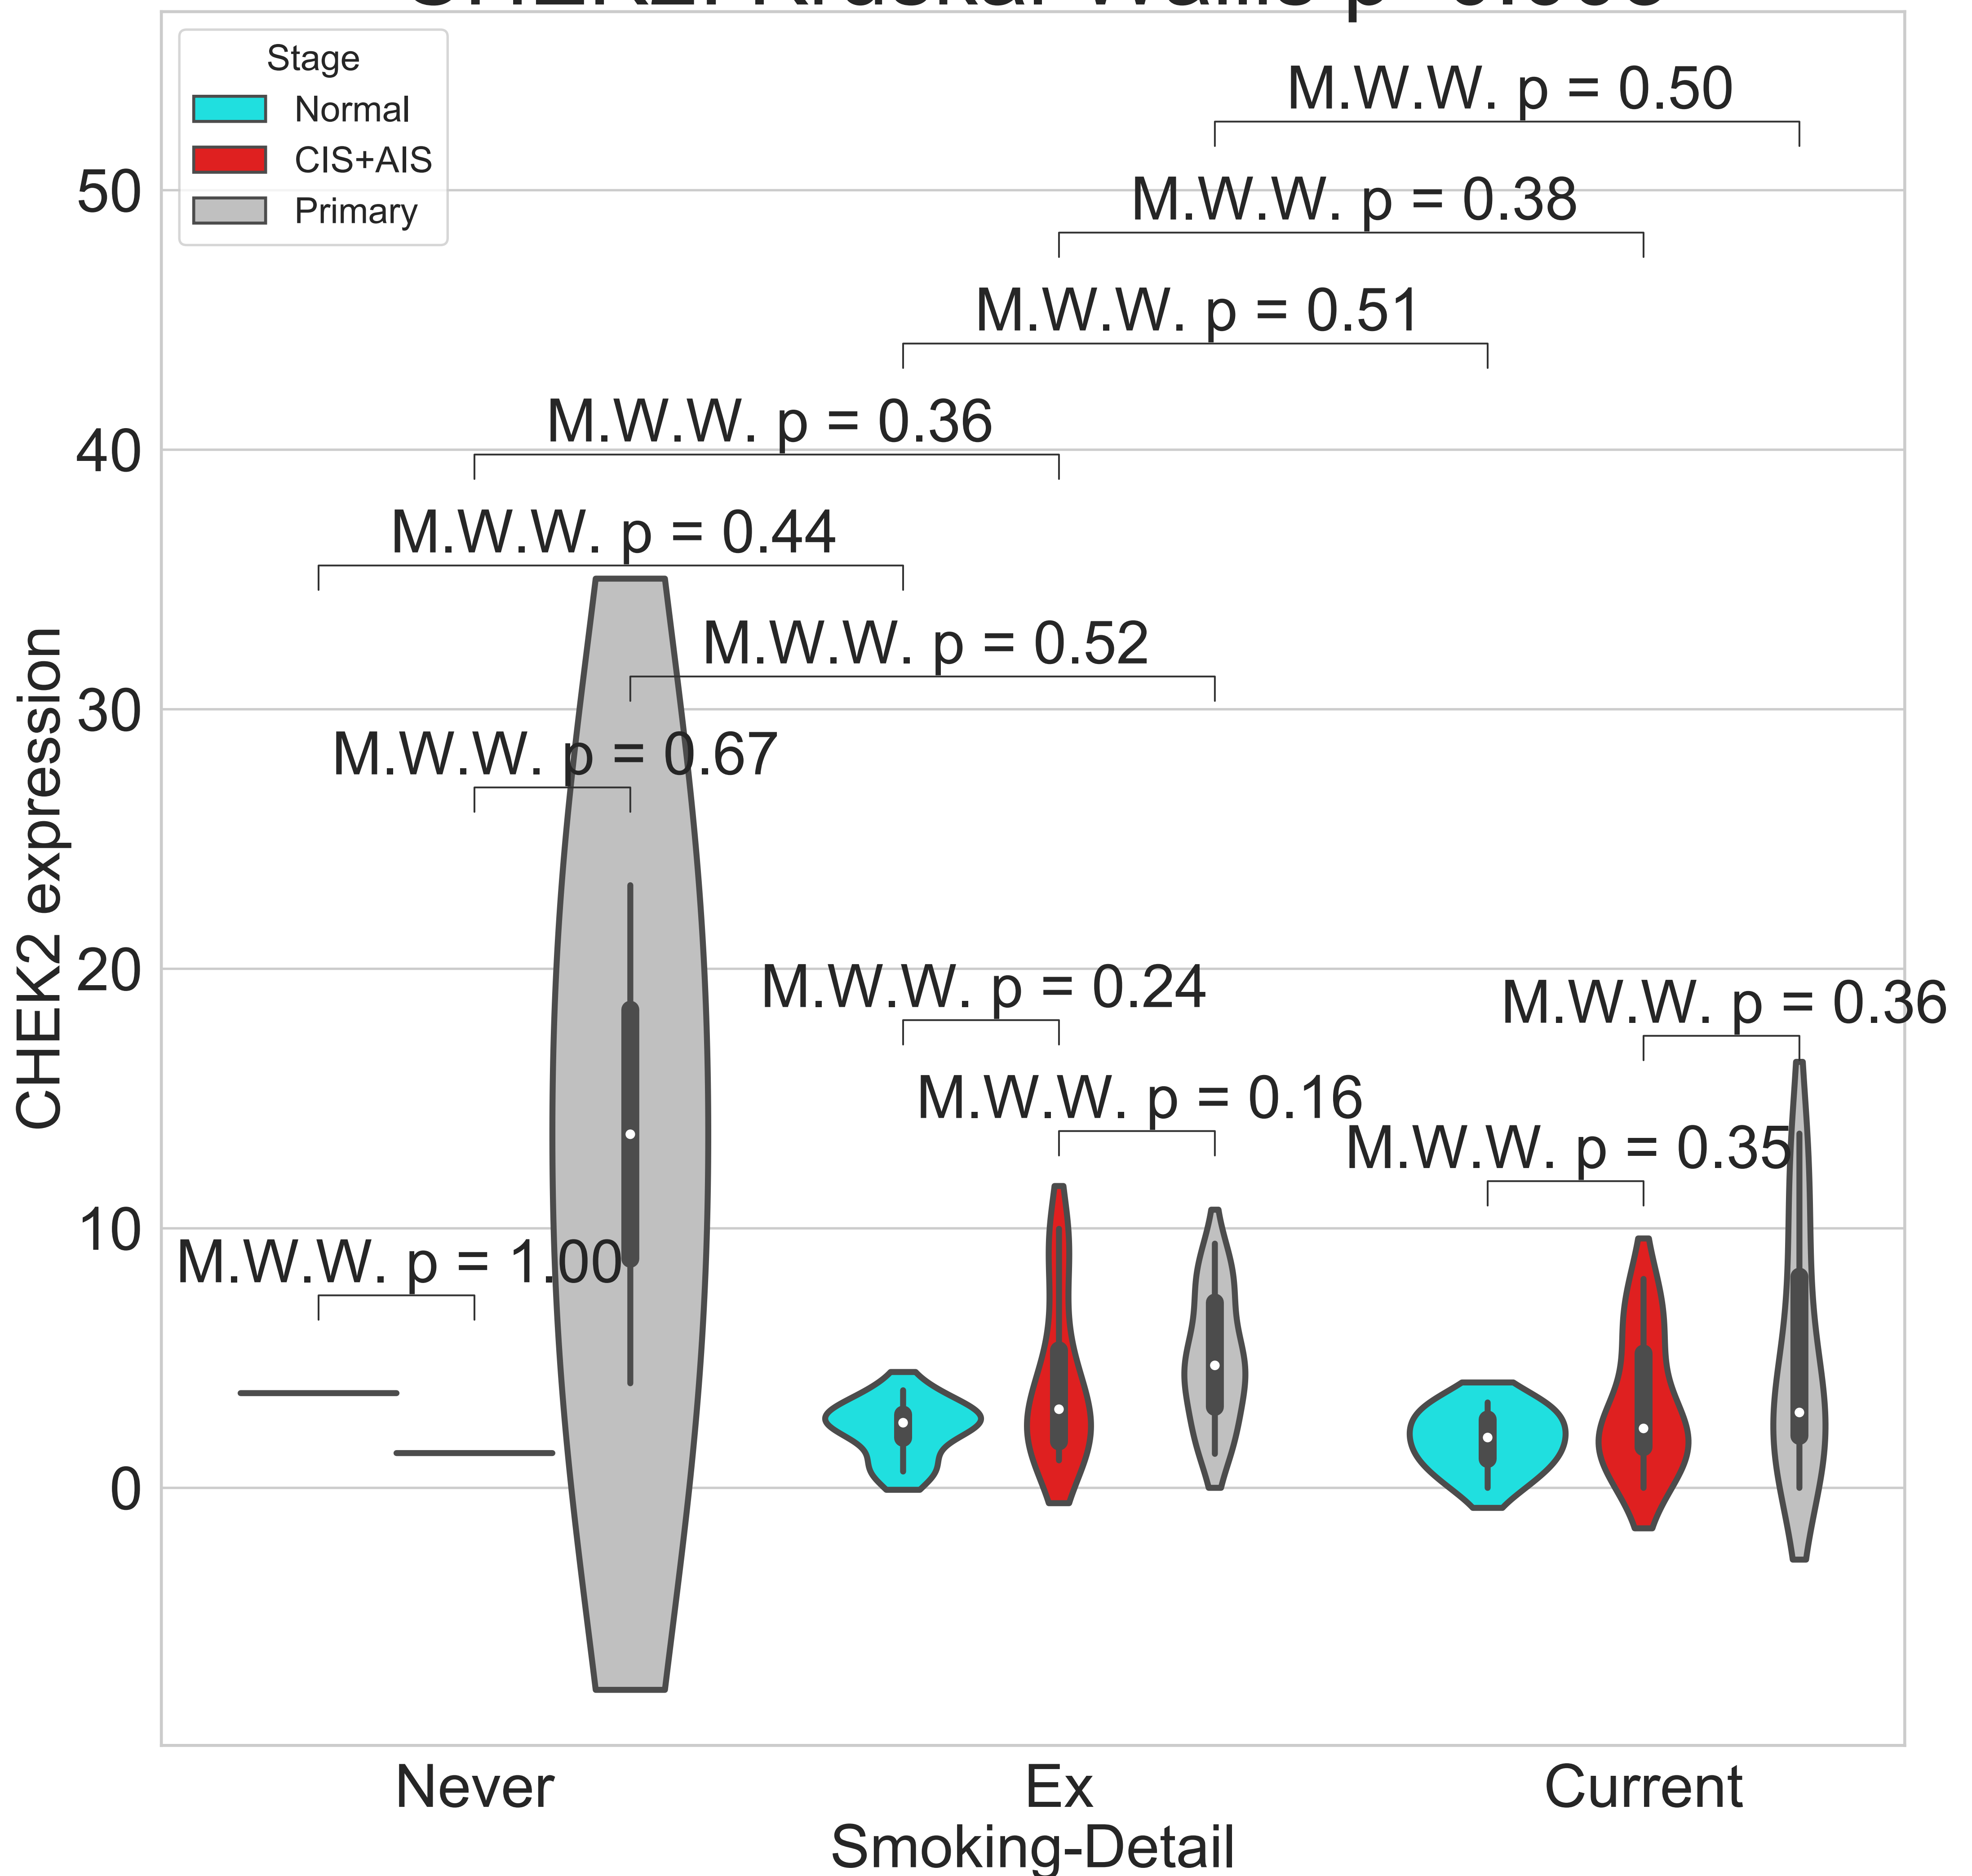 Stage
Normal
CIS+AIS
Primary
M.W.W. p = 0.50
M.W.W. p = 0.38
M.W.W. p = 0.51
M.W.W. p = 0.36
M.W.W. p = 0.44
M.W.W. p = 0.52
M.W.W. p = 0.67
M.W.W. p = 0.24
M.W.W. p = 0.36
M.W.W. p = 0.16
M.W.W. p = 0.35
M.W.W. p = 1.00
50
40
30
20
10
0
CHEK2 expression
Never
Ex
Current
Smoking-Detail